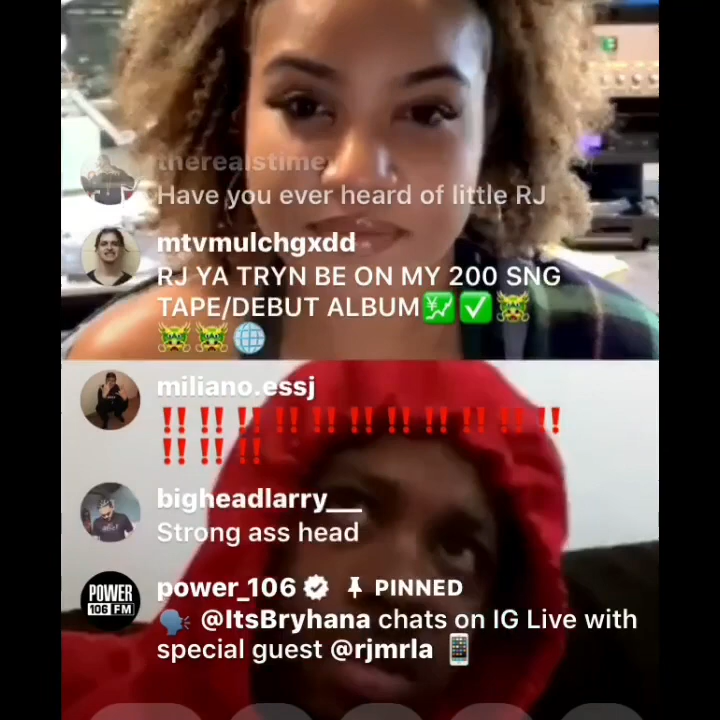 therealstime
Have you ever heard of little RJ
mtvmulchgxdd
RJ YA TRYN BE ON MY 200 SNG
TAPE/DEBUT ALBUM💹✅🐲
🐲🐲🌐
miliano.essj
‼️‼️‼️‼️‼️‼️‼️‼️‼️‼️‼️
‼️‼️‼️
bigheadlarry___
Strong ass head
POWER
106 FM
power_106 PINNED
🗣️ @ItsBryhana chats on IG Live with
special guest @rjmrla 📱